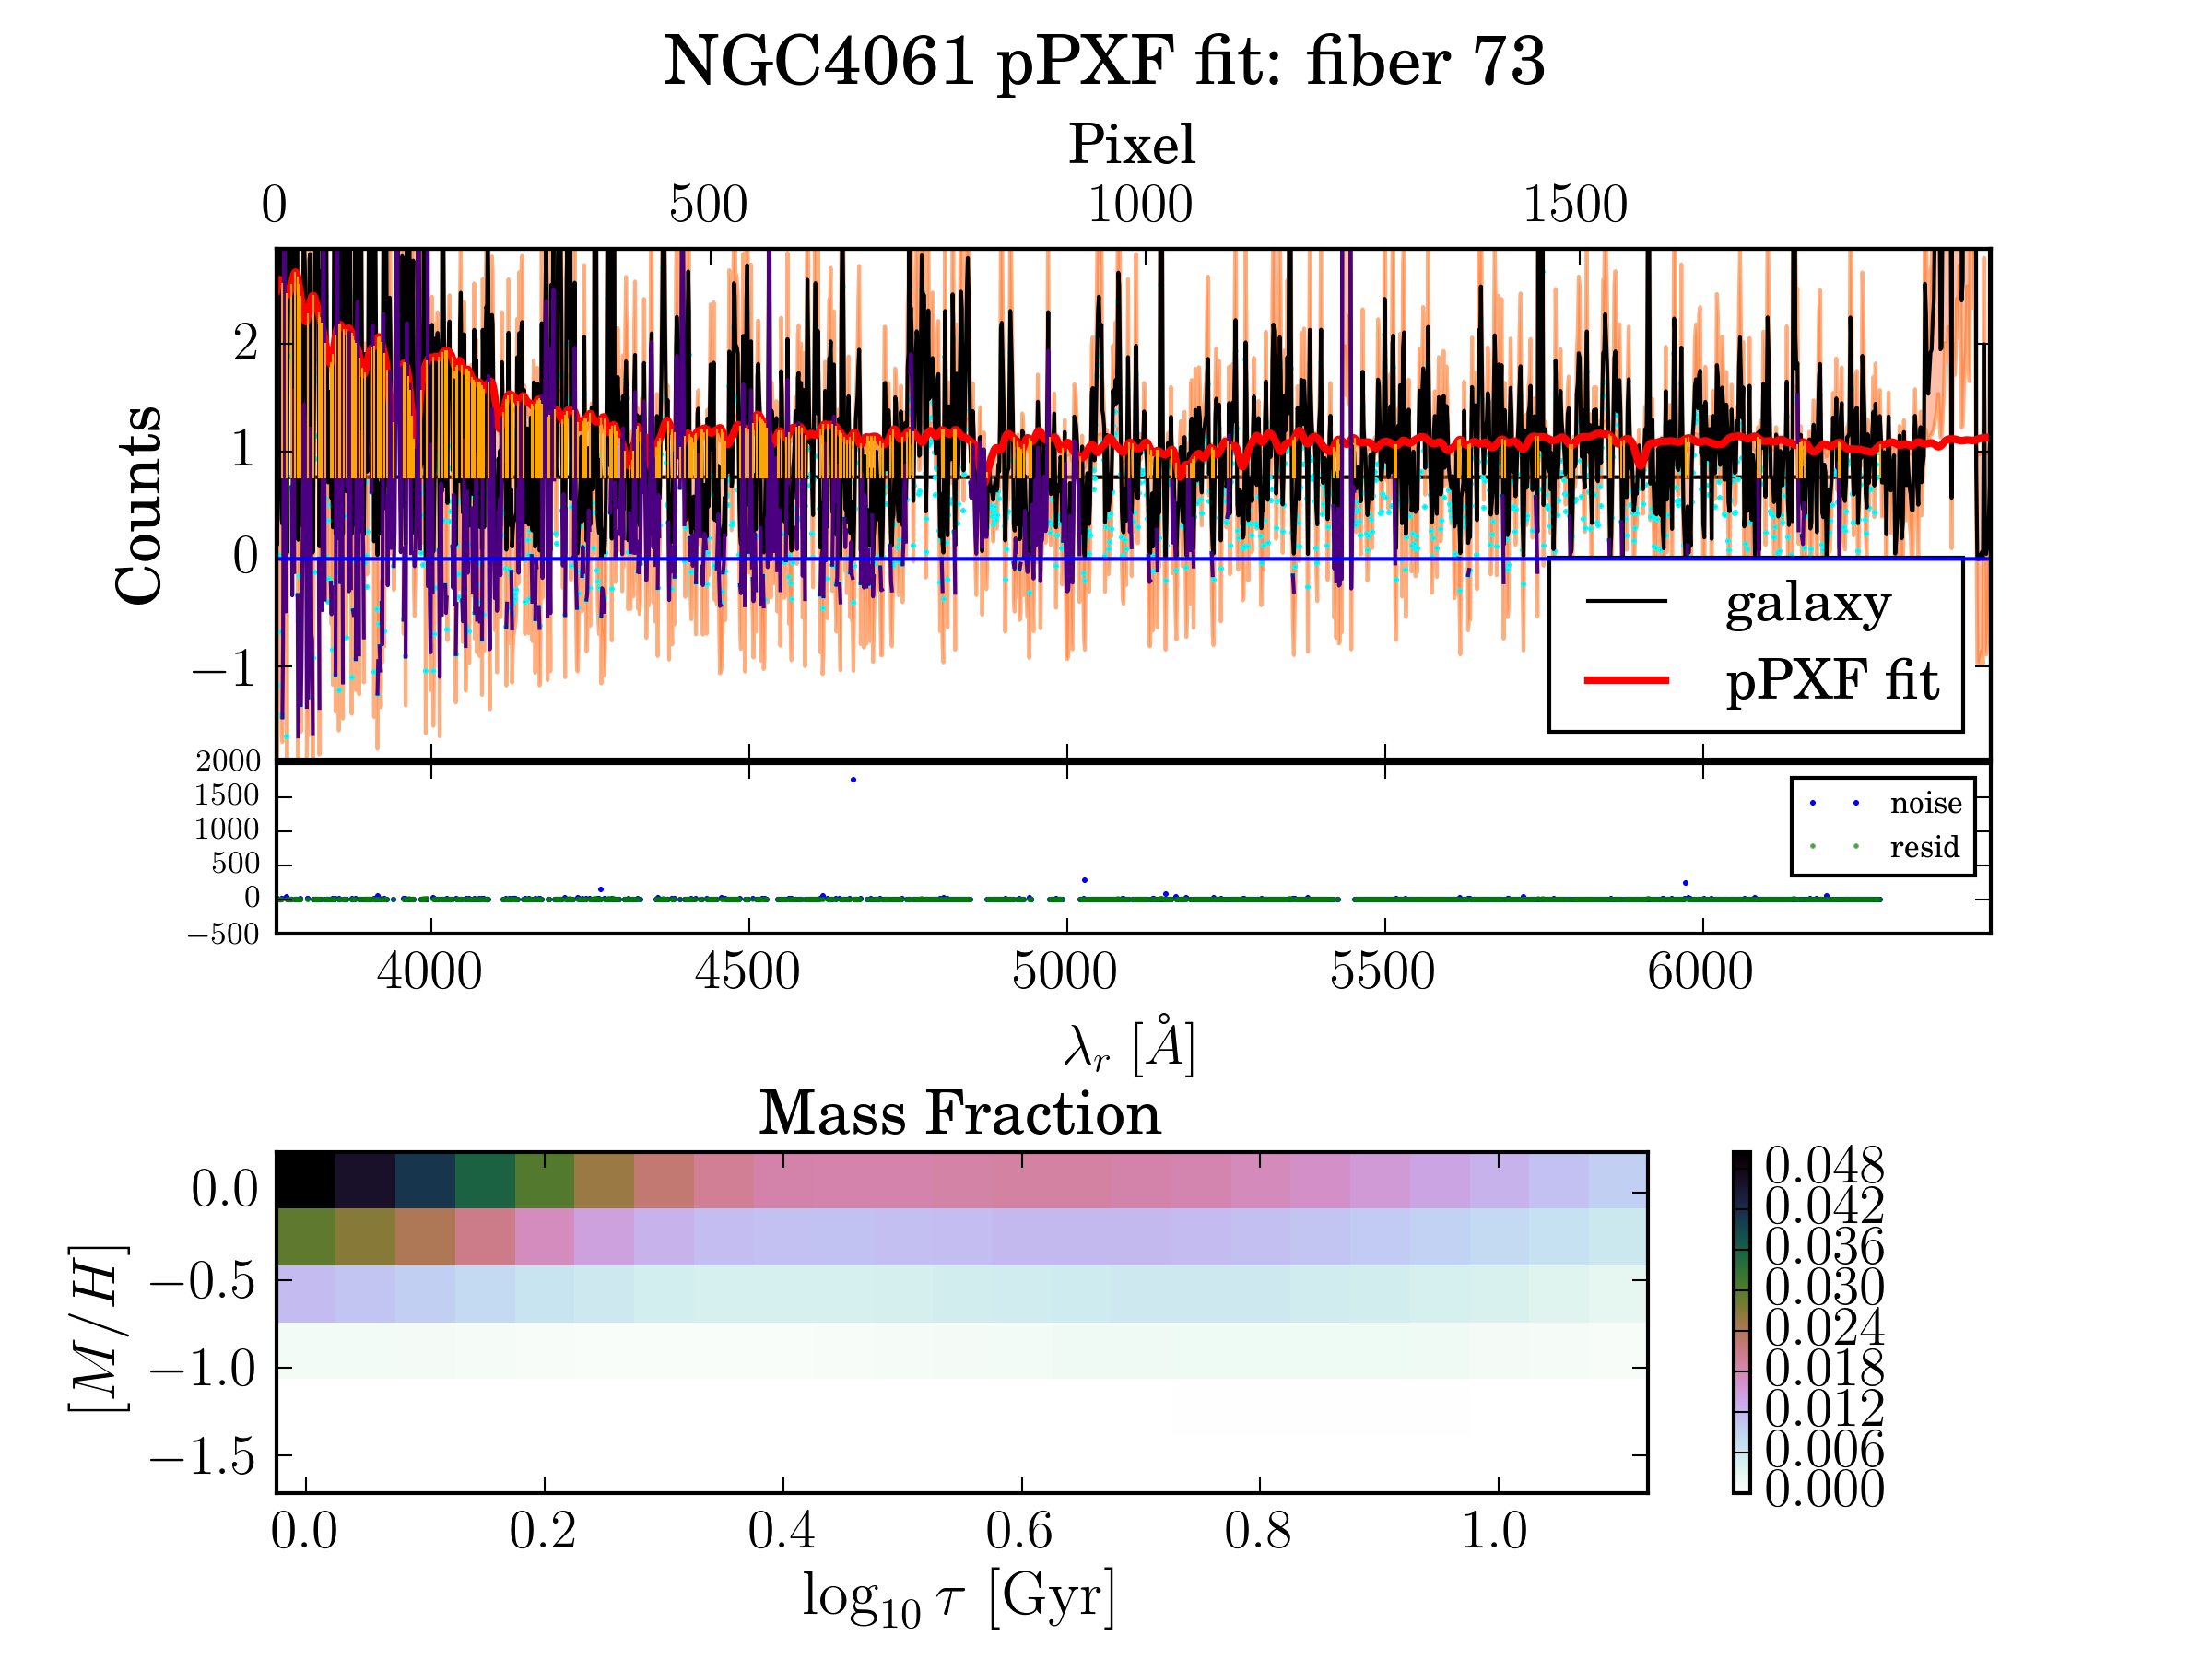 NGC4061 pPXF fit: fiber 73
Pixel
0 500 1000 1500
Counts
2
1
0
−1
galaxy
pPXF fit
2000
1500
1000
500
0
−500
noise
resid
4000 4500 5000 5500 6000
λr [Å]
Mass Fraction
[M/H]
0.0
−0.5
−1.0
−1.5
0.0 0.2 0.4 0.6 0.8 1.0
log10 τ [Gyr]
0.048
0.042
0.036
0.030
0.024
0.018
0.012
0.006
0.000